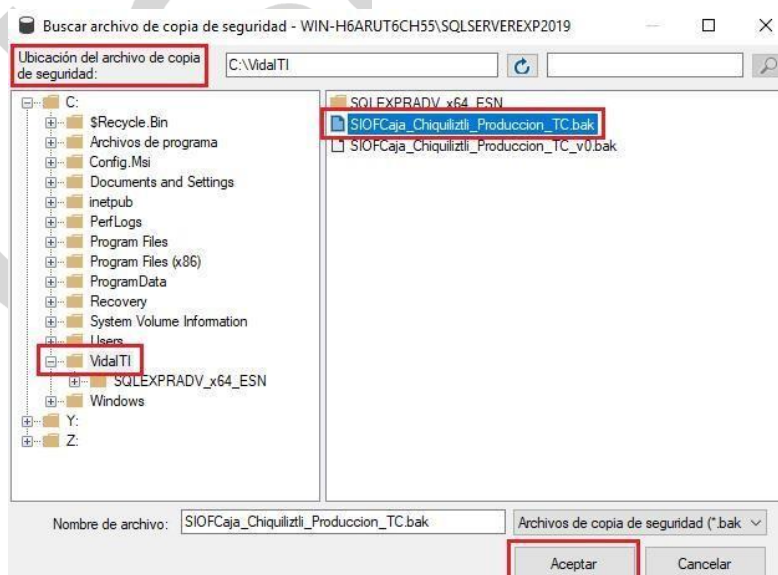 Buscar archivo de copia de seguridad - WIN-H6ARUT6CH55\SQLSERVEREXP2019
Ubicación del archivo de copia
de seguridad:
C:\VidalTI
C:
$Recycle.Bin
Archivos de programa
Config.Msi
Documents and Settings
inetpub
PerfLogs
Program Files
Program Files (x86)
ProgramData
Recovery
System Volume Information
Users
VidalTI
SQLEXPRADV_x64_ESN
Windows
Y:
Z:
SQLEXPRADV_x64_ESN
SIOFCaja_Chiquiliztli_Produccion_TC.bak
SIOFCaja_Chiquiliztli_Produccion_TC_v0.bak
Nombre de archivo:
SIOFCaja_Chiquiliztli_Produccion_TC.bak
Archivos de copia de seguridad (*.bak
Aceptar
Cancelar